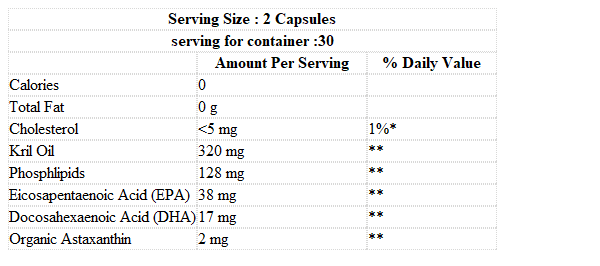 Serving Size : 2 Capsules
serving for container :30
Amount Per Serving % Daily Value
Calories 0
Total Fat 0 g
Cholesterol <5 mg 1%*
Kril Oil 320 mg **
Phosphlipids 128 mg **
Eicosapentaenoic Acid (EPA) 38 mg **
Docosahexaenoic Acid (DHA) 17 mg **
Organic Astaxanthin 2 mg **